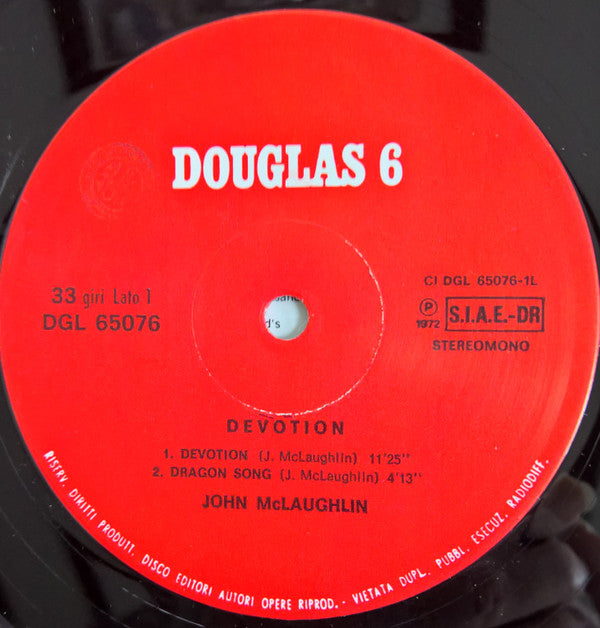 DOUGLAS 6
33 giri Lato 1
DGL 65076
CI DGL 65076-1L
P
1972
S.I.A.E.-DR
STEREOMONO
d's
DEVOTION
1. DEVOTION (J. McLaughlin) 11'25"
2. DRAGON SONG (J. McLaughlin) 4'13"
JOHN McLAUGHLIN
RISERV. DIRITTI PRODUTT. DISCO EDITORI AUTORI OPERE RIPROD. - VIETATA DUPL. PUBBL. ESECUZ. RADIODIFF.